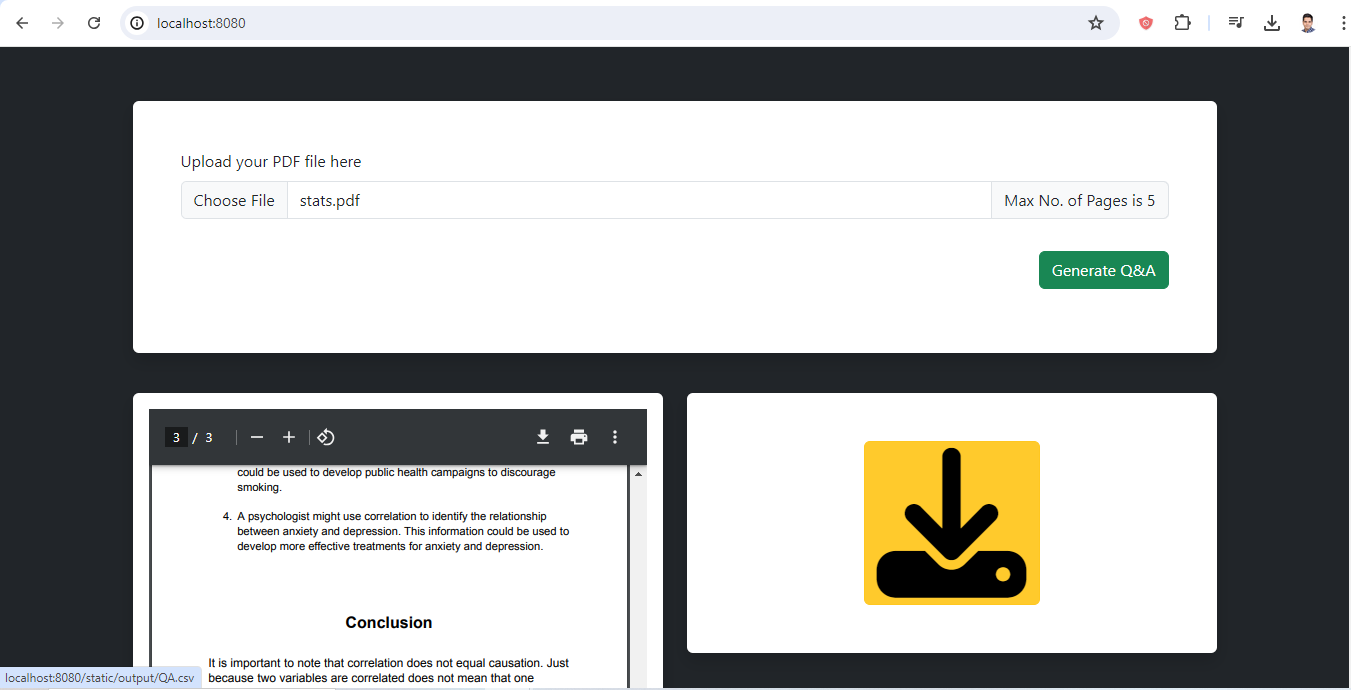 localhost:8080
Upload your PDF file here
Choose File stats.pdf Max No. of Pages is 5
Generate Q&A
3 / 3
could be used to develop public health campaigns to discourage
smoking.
4. A psychologist might use correlation to identify the relationship
between anxiety and depression. This information could be used to
develop more effective treatments for anxiety and depression.
Conclusion
It is important to note that correlation does not equal causation. Just
because two variables are correlated does not mean that one
localhost:8080/static/output/QA.csv